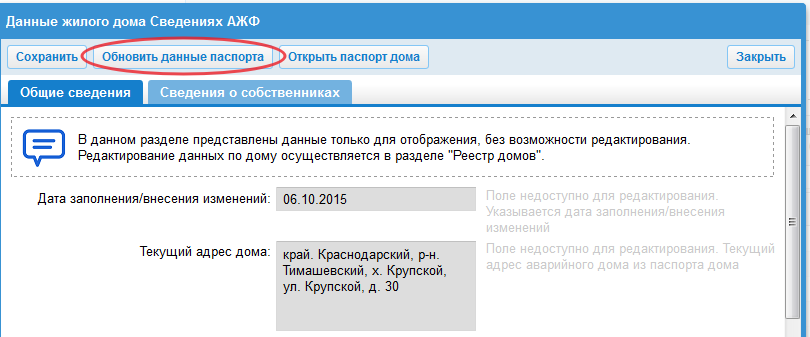 Данные жилого дома Сведениях АЖФ
Сохранить Обновить данные паспорта Открыть паспорт дома Закрыть
Общие сведения Сведения о собственниках
В данном разделе представлены данные только для отображения, без возможности редактирования.
Редактирование данных по дому осуществляется в разделе "Реестр домов".
Дата заполнения/внесения изменений: 06.10.2015
Поле недоступно для редактирования.
Указывается дата заполнения/внесения
изменений
Текущий адрес дома:
край. Краснодарский, р-н.
Тимашевский, х. Крупской,
ул. Крупской, д. 30
Поле недоступно для редактирования. Текущий
адрес аварийного дома из паспорта дома